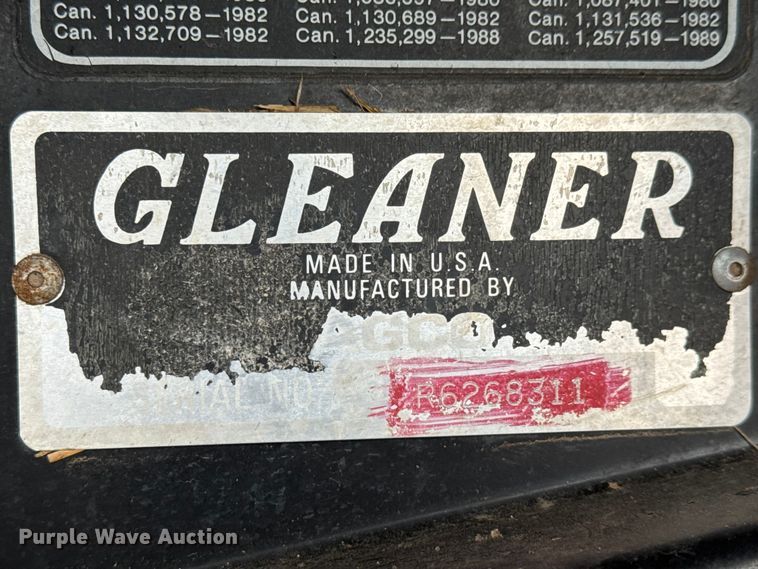 Can. 1,130,578–1982 Can. 1,130,689–1982 Can. 1,131,536–1982
Can. 1,132,709–1982 Can. 1,235,299–1988 Can. 1,257,519–1989
GLEANER
MADE IN U.S.A.
MANUFACTURED BY
AGCO
SERIAL NO.
R6268311
Purple Wave Auction